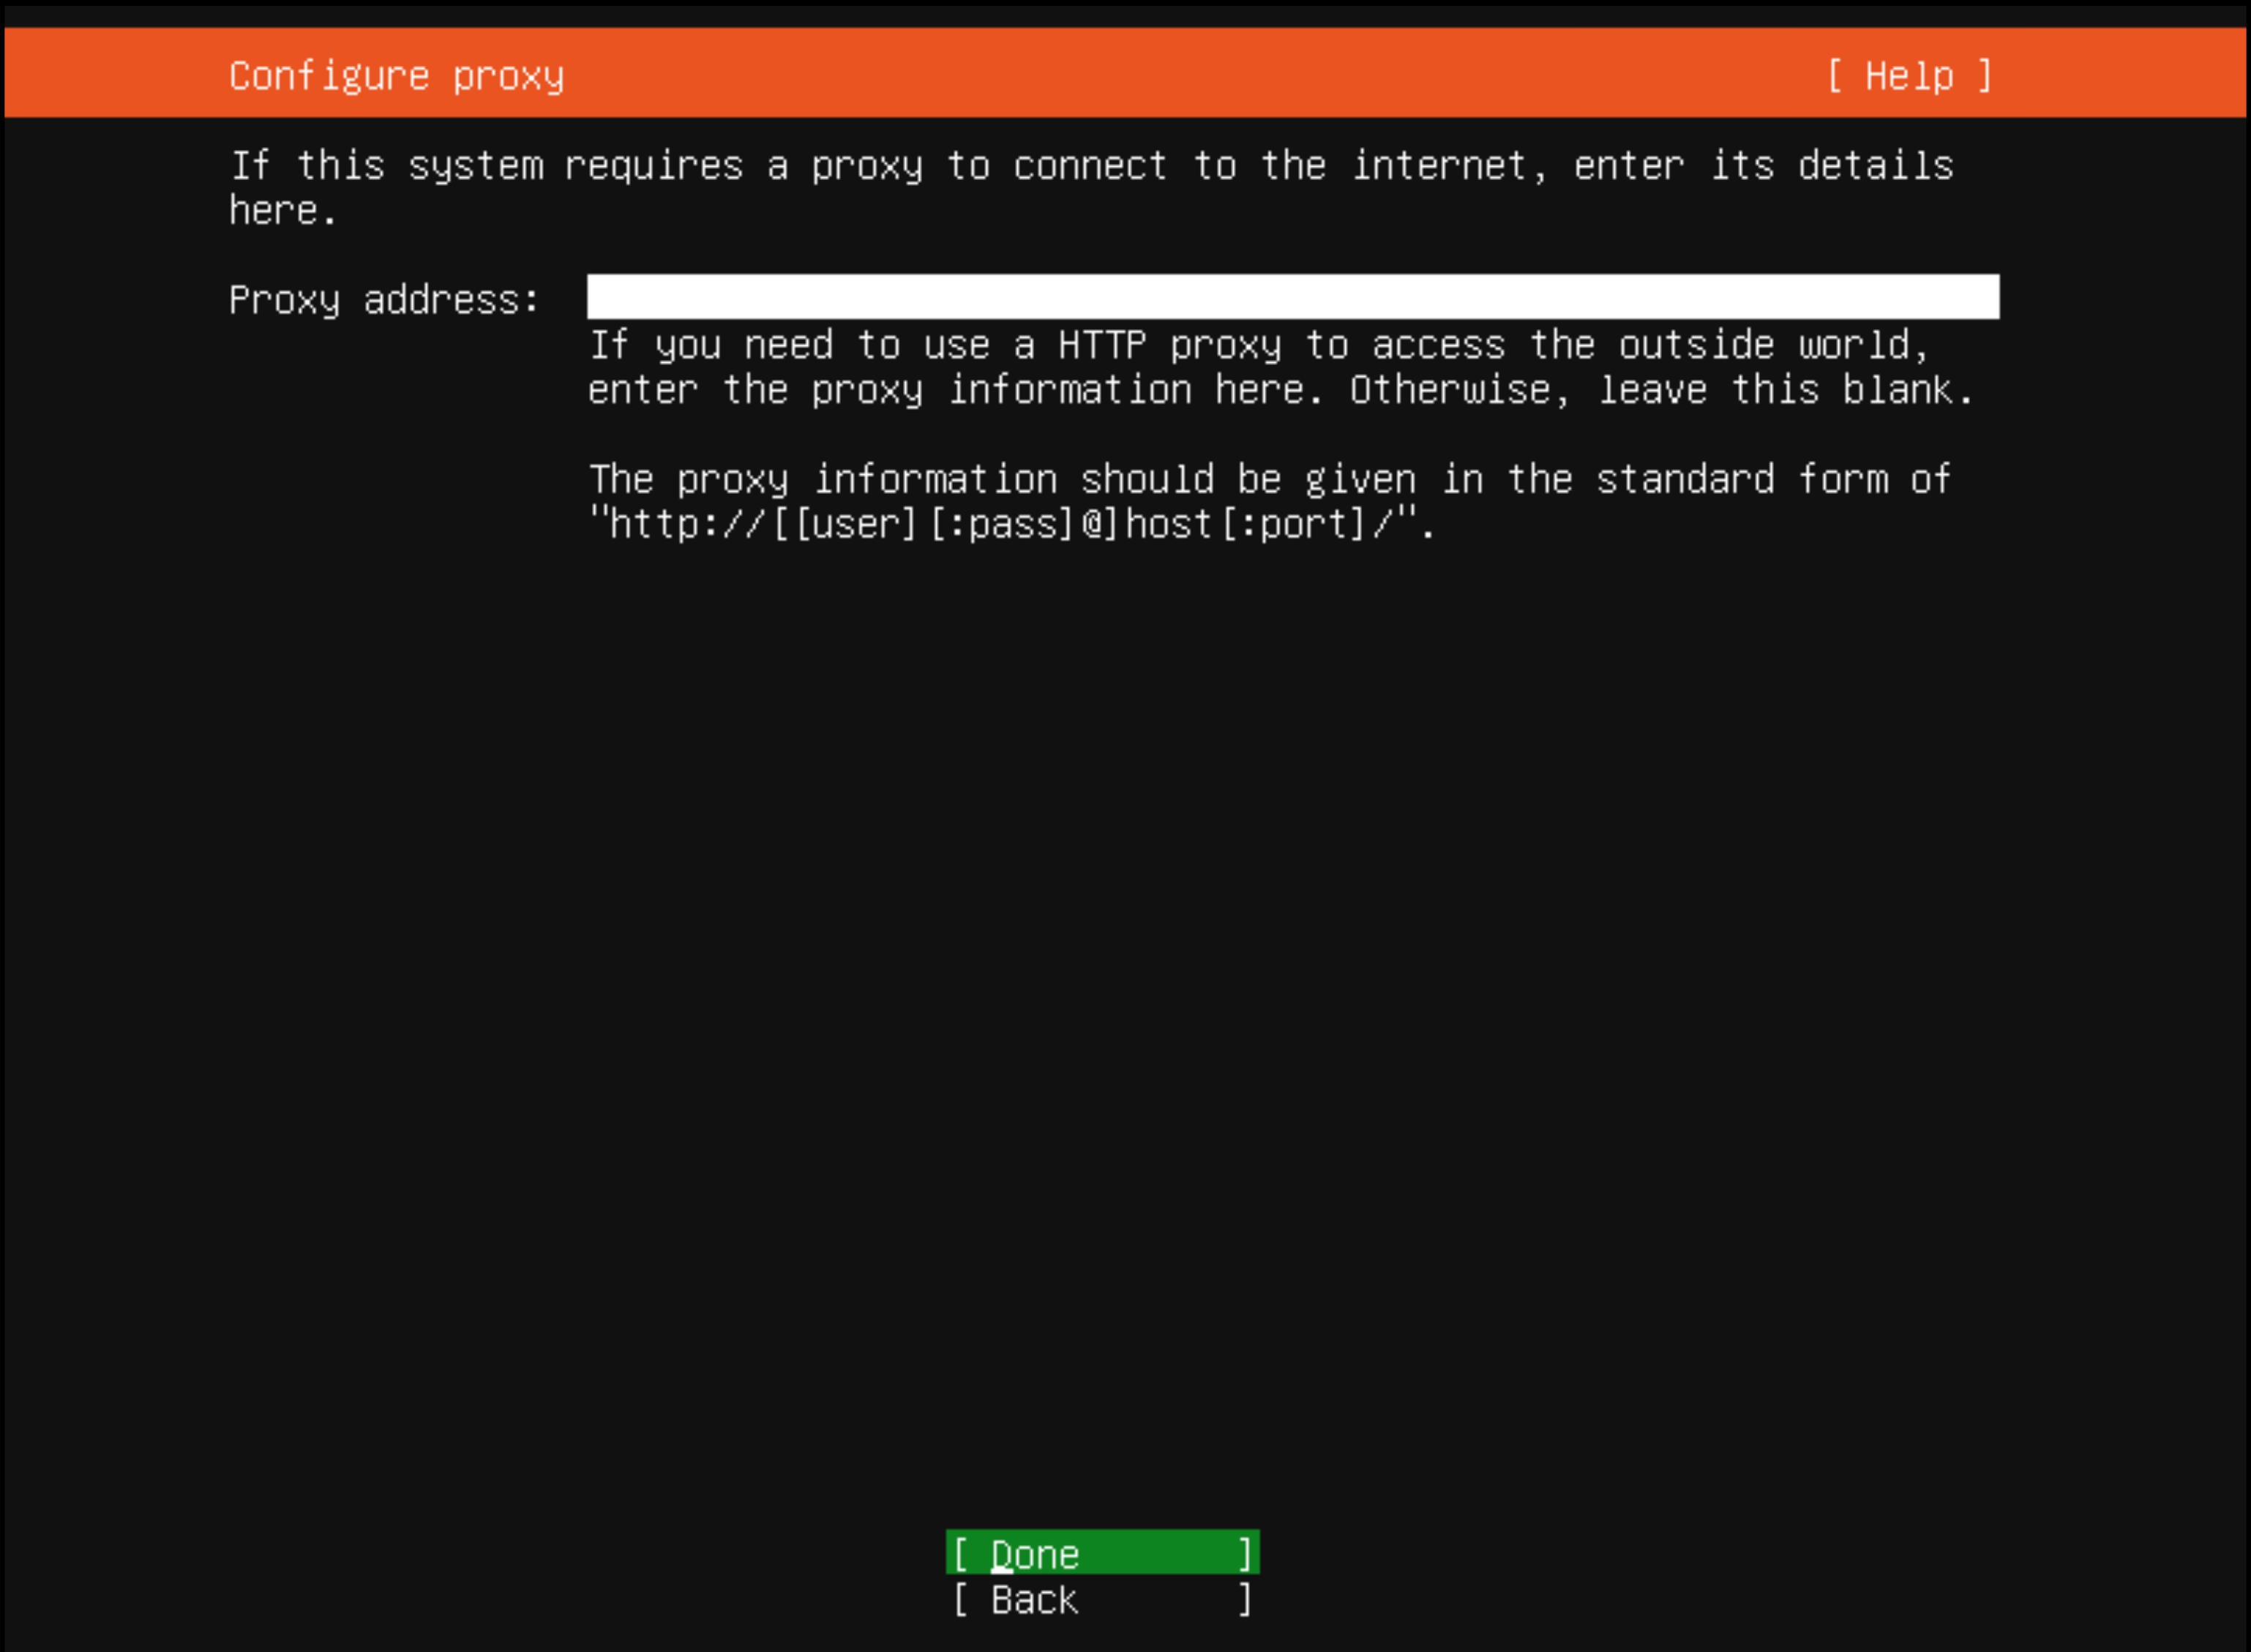 Configure proxy [ Help ]
If this system requires a proxy to connect to the internet, enter its details
here.
Proxy address:
If you need to use a HTTP proxy to access the outside world,
enter the proxy information here. Otherwise, leave this blank.
The proxy information should be given in the standard form of
"http://[[user][:pass]@]host[:port]/".
[ Done ]
[ Back ]